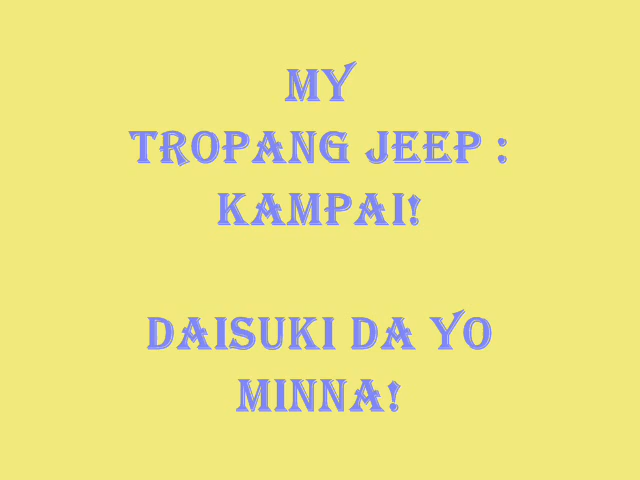 MY
TROPANG JEEP :
KAMPAI!
DAISUKI DA YO
MINNA!